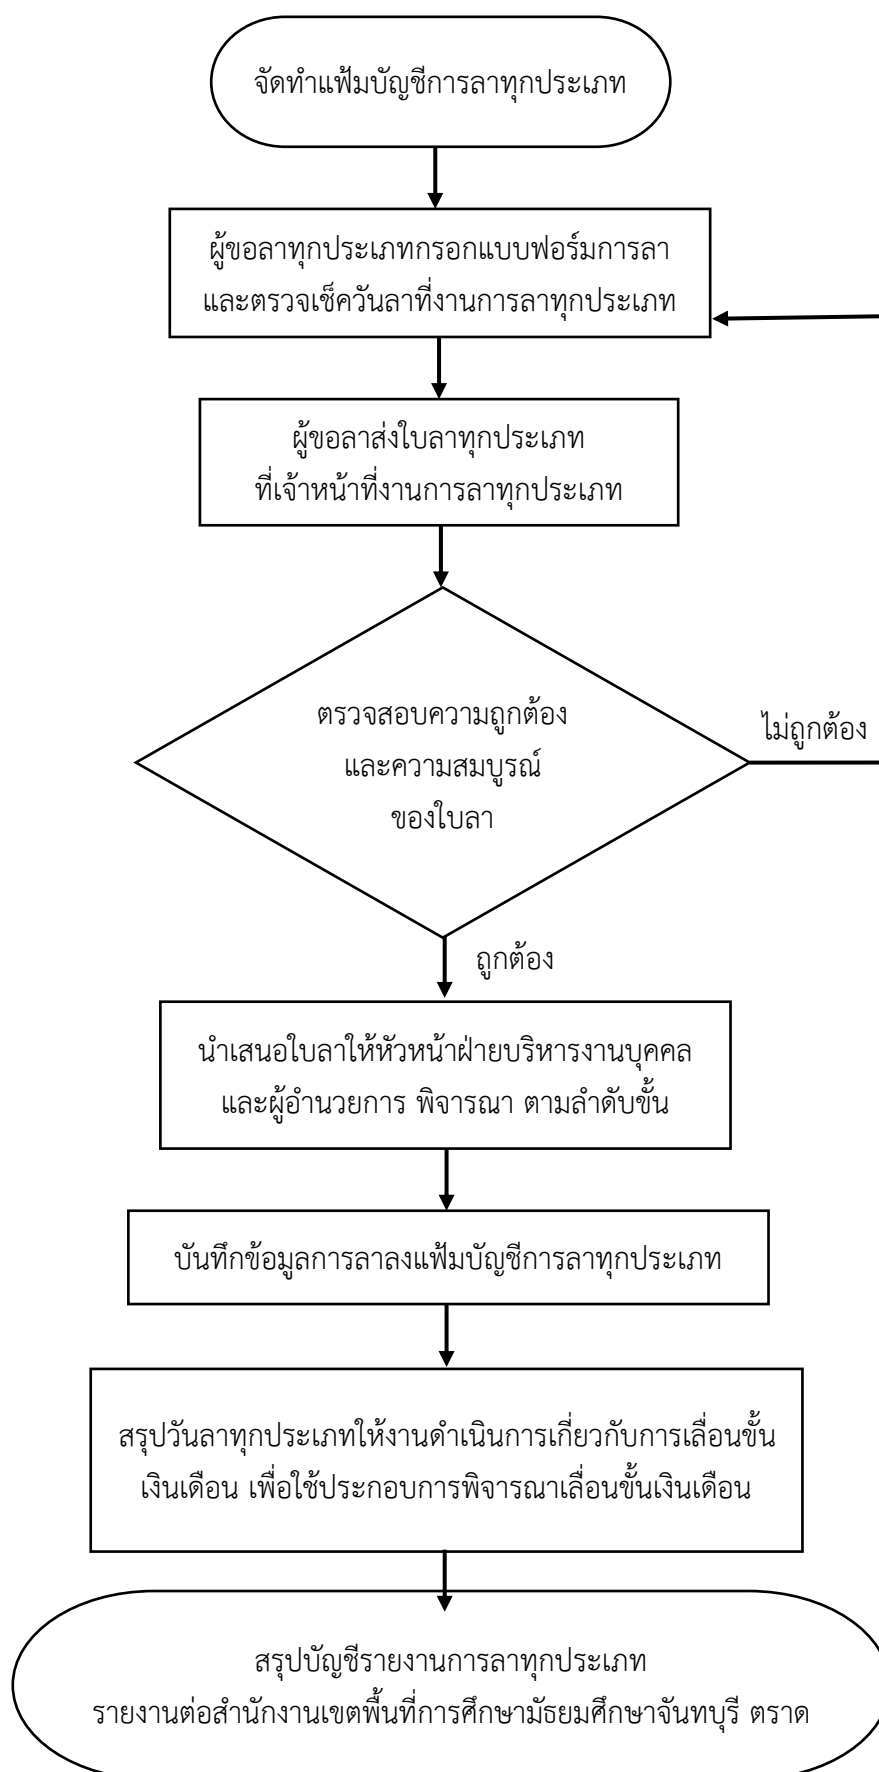 จัดทำแฟ้มบัญชีการลาทุกประเภท
ผู้ขอลาทุกประเภทกรอกแบบฟอร์มการลา
และตรวจเช็ควันลาที่งานการลาทุกประเภท
ผู้ขอลาส่งใบลาทุกประเภท
ที่เจ้าหน้าที่งานการลาทุกประเภท
ตรวจสอบความถูกต้อง
และความสมบูรณ์
ของใบลา
ไม่ถูกต้อง
ถูกต้อง
นำเสนอใบลาให้หัวหน้าฝ่ายบริหารงานบุคคล
และผู้อำนวยการ พิจารณา ตามลำดับขั้น
บันทึกข้อมูลการลาลงแฟ้มบัญชีการลาทุกประเภท
สรุปวันลาทุกประเภทให้งานดำเนินการเกี่ยวกับการเลื่อนขั้น
เงินเดือน เพื่อใช้ประกอบการพิจารณาเลื่อนขั้นเงินเดือน
สรุปบัญชีรายงานการลาทุกประเภท
รายงานต่อสำนักงานเขตพื้นที่การศึกษามัธยมศึกษาจันทบุรี ตราด